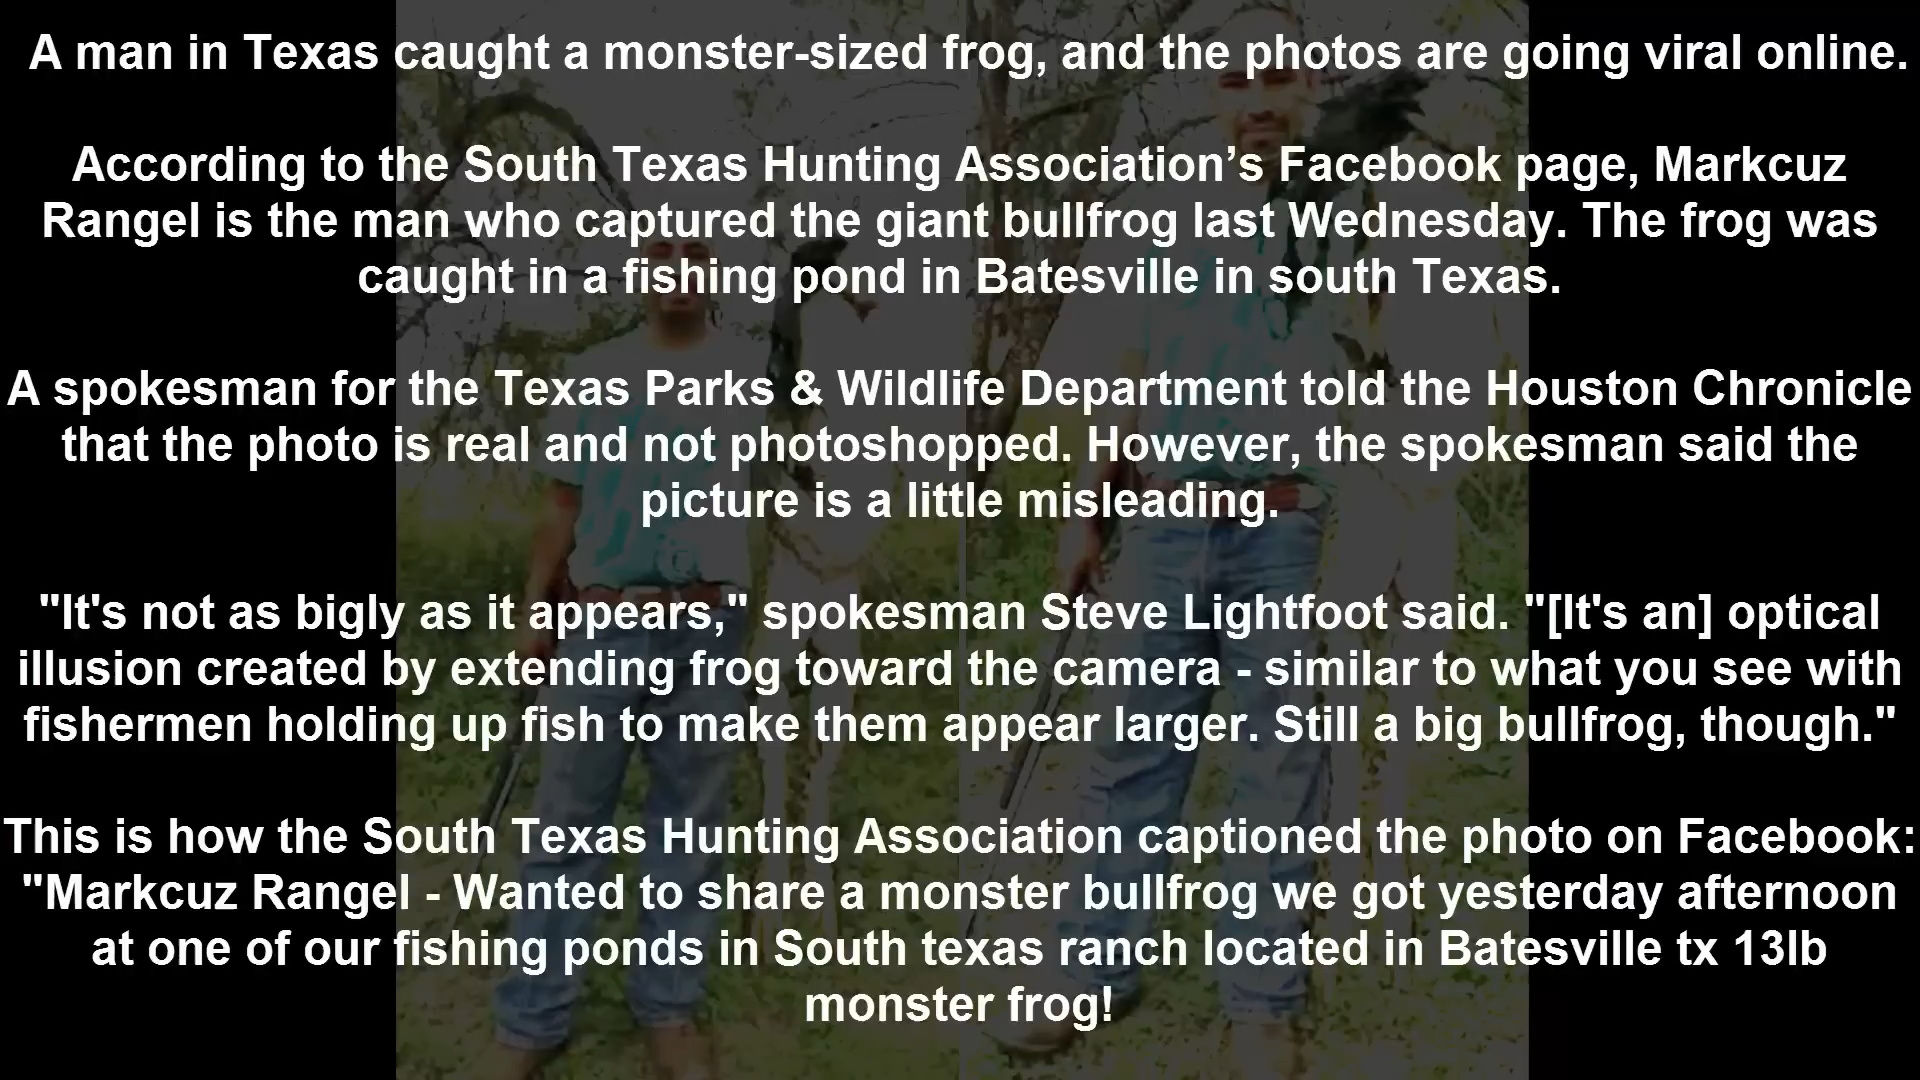 A man in Texas caught a monster-sized frog, and the photos are going viral online.
According to the South Texas Hunting Association’s Facebook page, Markcuz
Rangel is the man who captured the giant bullfrog last Wednesday. The frog was
caught in a fishing pond in Batesville in south Texas.
A spokesman for the Texas Parks & Wildlife Department told the Houston Chronicle
that the photo is real and not photoshopped. However, the spokesman said the
picture is a little misleading.
"It's not as bigly as it appears," spokesman Steve Lightfoot said. "[It's an] optical
illusion created by extending frog toward the camera - similar to what you see with
fishermen holding up fish to make them appear larger. Still a big bullfrog, though."
This is how the South Texas Hunting Association captioned the photo on Facebook:
"Markcuz Rangel - Wanted to share a monster bullfrog we got yesterday afternoon
at one of our fishing ponds in South texas ranch located in Batesville tx 13lb
monster frog!